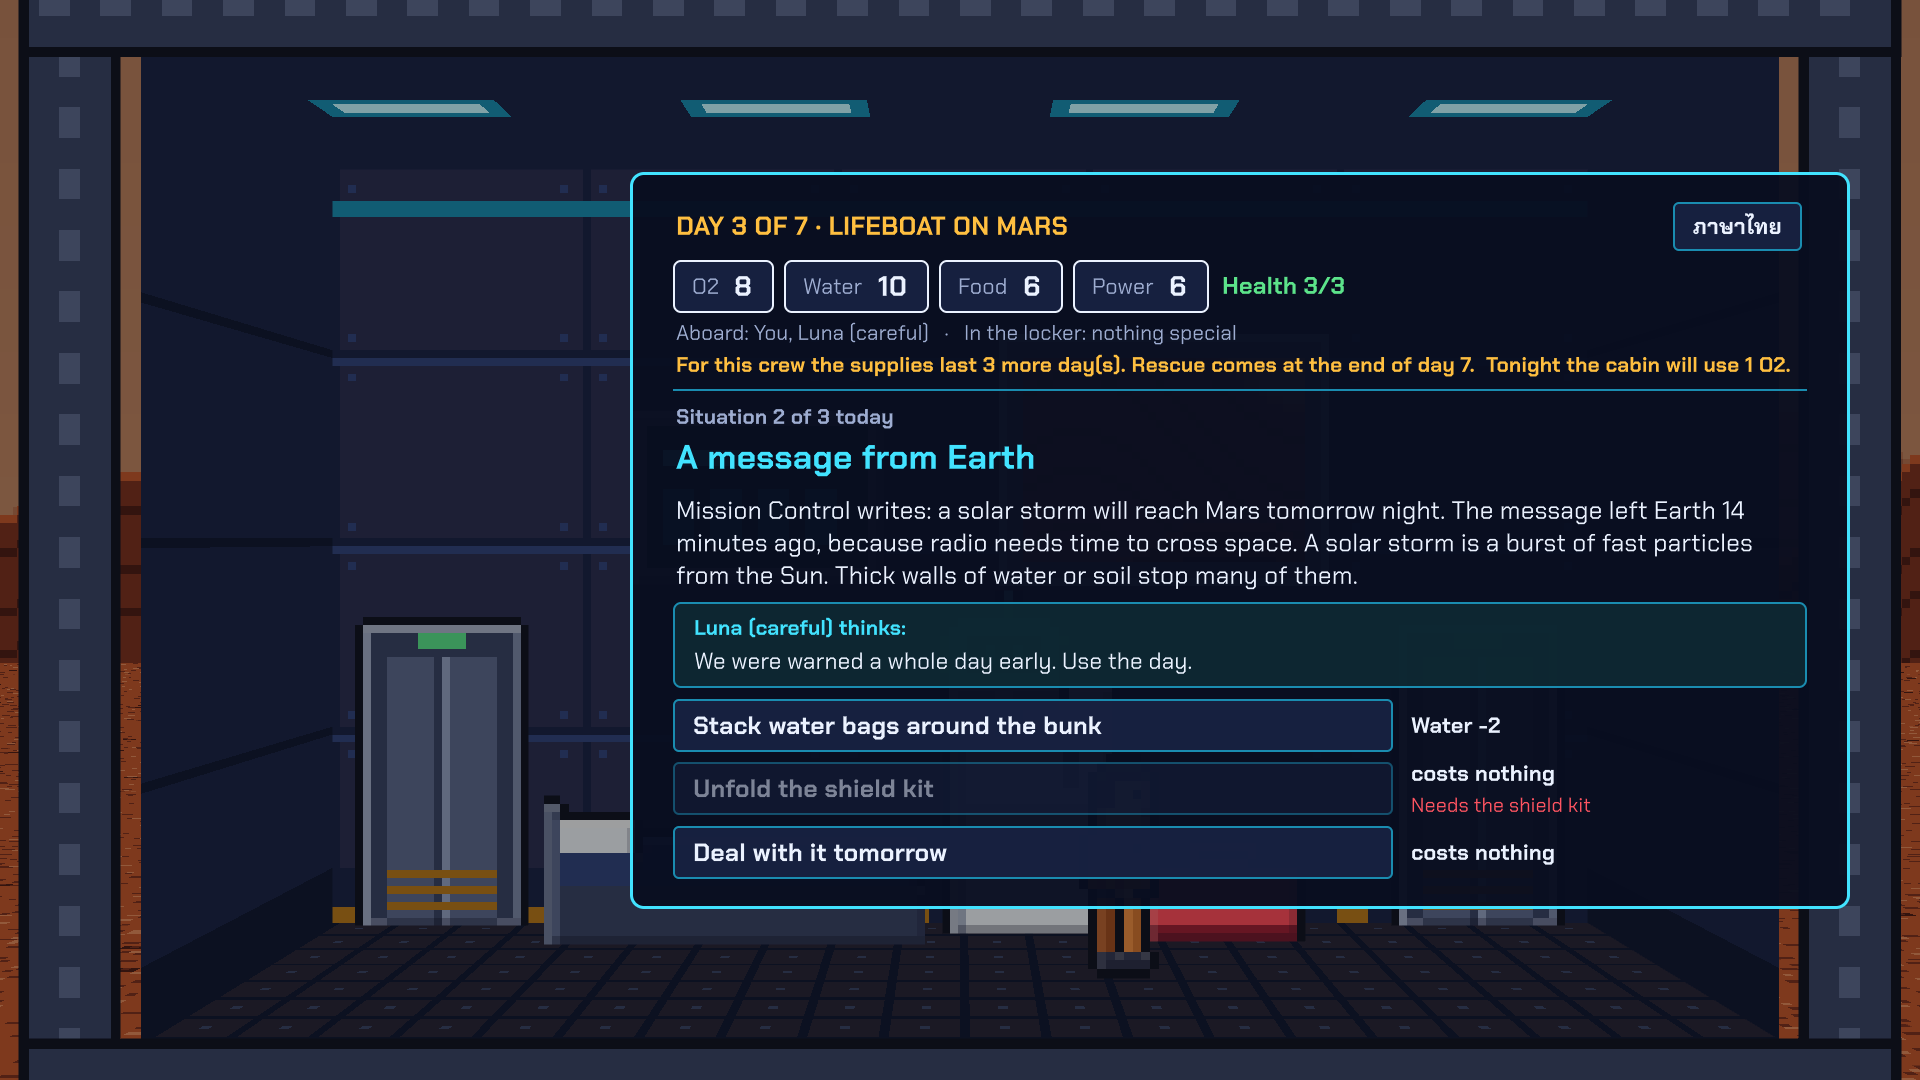 DAY 3 OF 7 · LIFEBOAT ON MARS
ภาษาไทย
O2 8 Water 10 Food 6 Power 6 Health 3/3
Aboard: You, Luna (careful) · In the locker: nothing special
For this crew the supplies last 3 more day(s). Rescue comes at the end of day 7. Tonight the cabin will use 1 O2.
Situation 2 of 3 today
A message from Earth
Mission Control writes: a solar storm will reach Mars tomorrow night. The message left Earth 14
minutes ago, because radio needs time to cross space. A solar storm is a burst of fast particles
from the Sun. Thick walls of water or soil stop many of them.
Luna (careful) thinks:
We were warned a whole day early. Use the day.
Stack water bags around the bunk Water -2
Unfold the shield kit costs nothing
Needs the shield kit
Deal with it tomorrow costs nothing